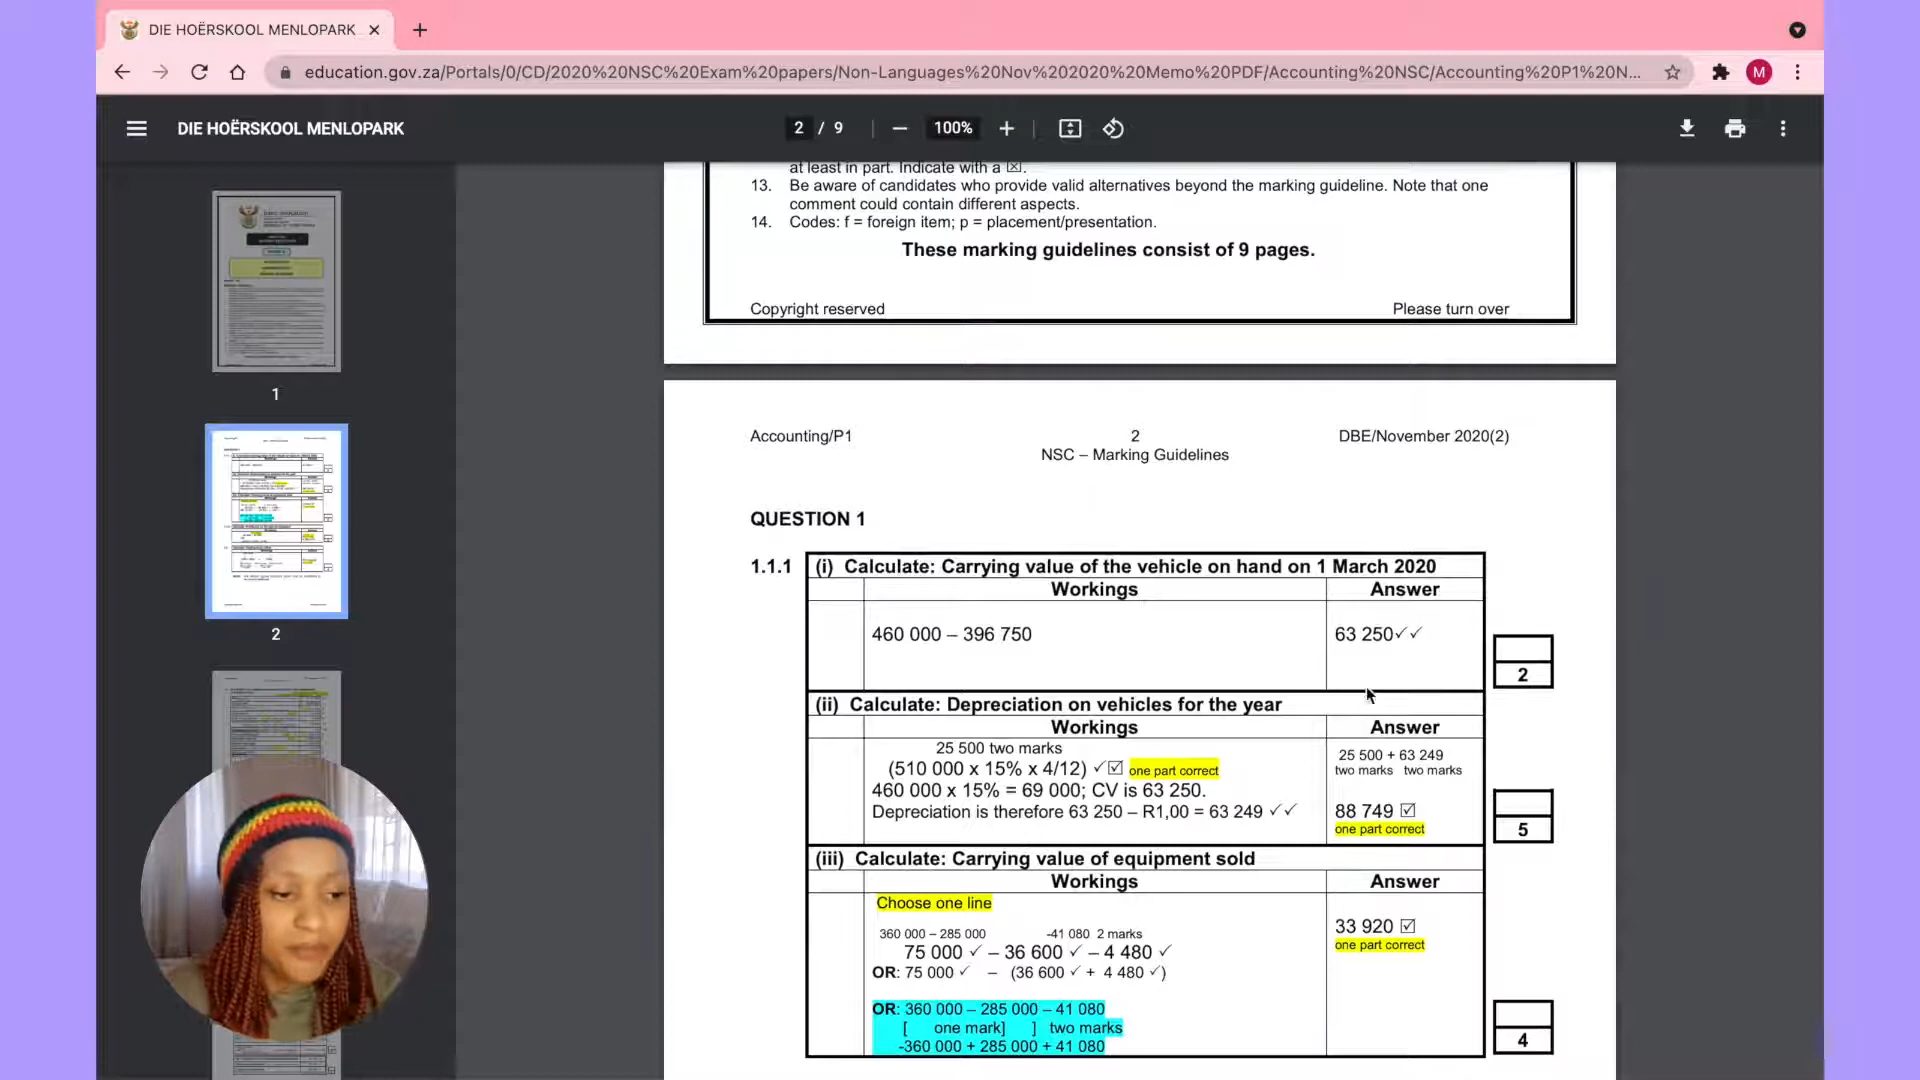 DIE HOËRSKOOL MENLOPARK
education.gov.za/Portals/0/CD/2020%20NSC%20Exam%20papers/Non-Languages%20Nov%202020%20Memo%20PDF/Accounting%20NSC/Accounting%20P1%20N...
M
DIE HOËRSKOOL MENLOPARK
2 / 9
100%
1
2
at least in part. Indicate with a ☒.
13. Be aware of candidates who provide valid alternatives beyond the marking guideline. Note that one
comment could contain different aspects.
14. Codes: f = foreign item; p = placement/presentation.
These marking guidelines consist of 9 pages.
Copyright reserved Please turn over
Accounting/P1 2 DBE/November 2020(2)
NSC – Marking Guidelines
QUESTION 1
1.1.1 (i) Calculate: Carrying value of the vehicle on hand on 1 March 2020
Workings Answer
460 000 – 396 750 63 250✓✓
2
(ii) Calculate: Depreciation on vehicles for the year
Workings Answer
25 500 two marks 25 500 + 63 249
(510 000 x 15% x 4/12) ✓☑ one part correct two marks two marks
460 000 x 15% = 69 000; CV is 63 250.
Depreciation is therefore 63 250 – R1,00 = 63 249 ✓✓ 88 749 ☑
one part correct
5
(iii) Calculate: Carrying value of equipment sold
Workings Answer
Choose one line
360 000 – 285 000 -41 080 2 marks 33 920 ☑
75 000 ✓ – 36 600 ✓ – 4 480 ✓ one part correct
OR: 75 000 ✓ – (36 600 ✓ + 4 480 ✓)
OR: 360 000 – 285 000 – 41 080
[ one mark] ] two marks
-360 000 + 285 000 + 41 080
4